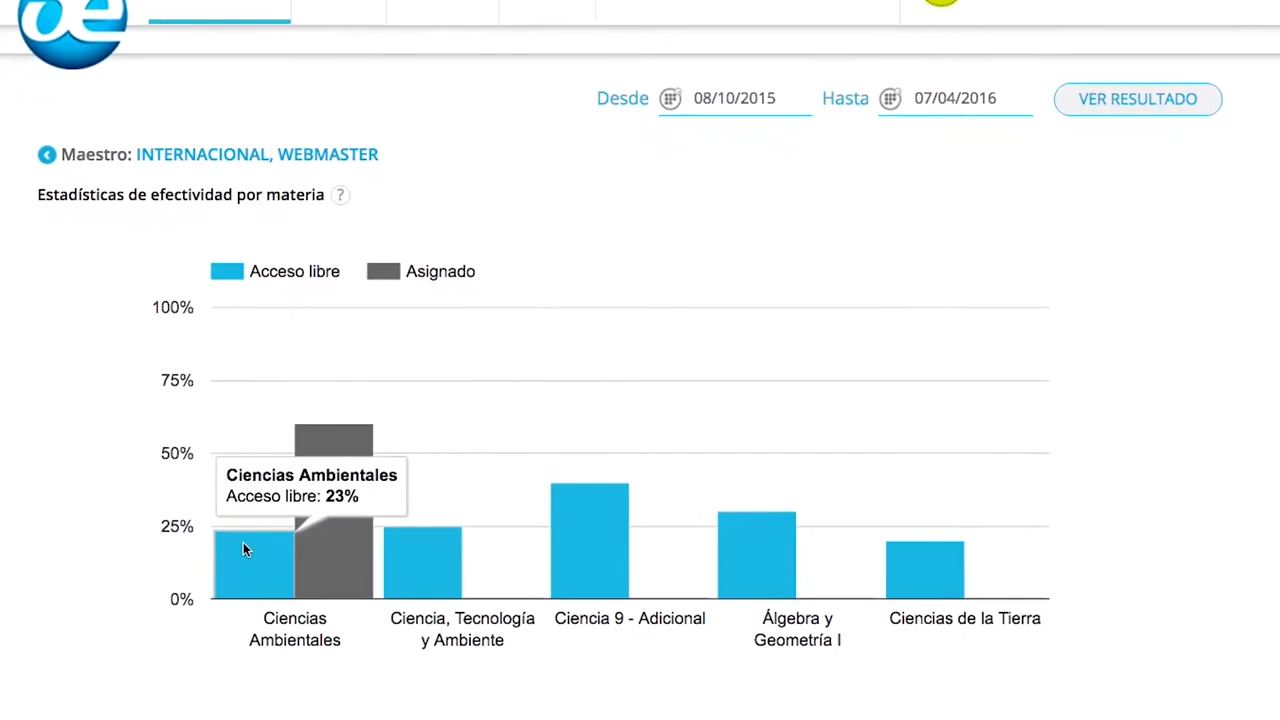 æ
Desde 08/10/2015 Hasta 07/04/2016 VER RESULTADO
Maestro: INTERNACIONAL, WEBMASTER
Estadísticas de efectividad por materia ?
Acceso libre Asignado
100%
75%
50%
25%
0%
Ciencias Ambientales
Acceso libre: 23%
Ciencias
Ambientales
Ciencia, Tecnología
y Ambiente
Ciencia 9 - Adicional
Álgebra y
Geometría I
Ciencias de la Tierra